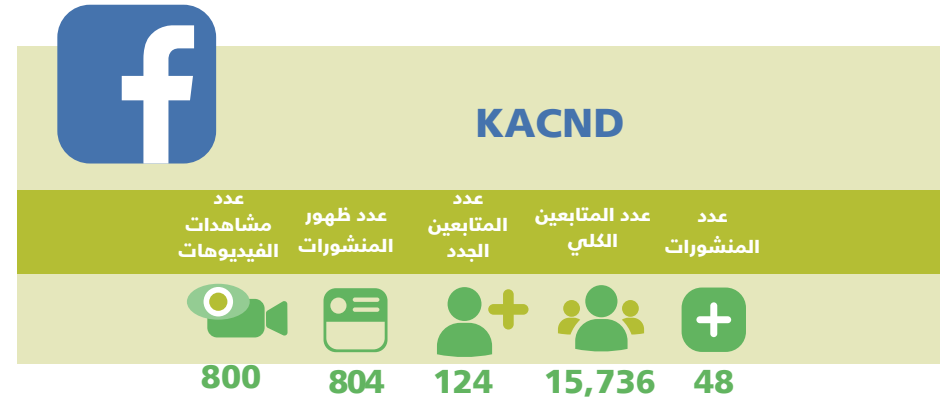 KACND
عدد
المنشورات
عدد المتابعين
الكلي
عدد
المتابعين
الجدد
عدد ظهور
المنشورات
عدد
مشاهدات
الفيديوهات
48
15,736
124
804
800